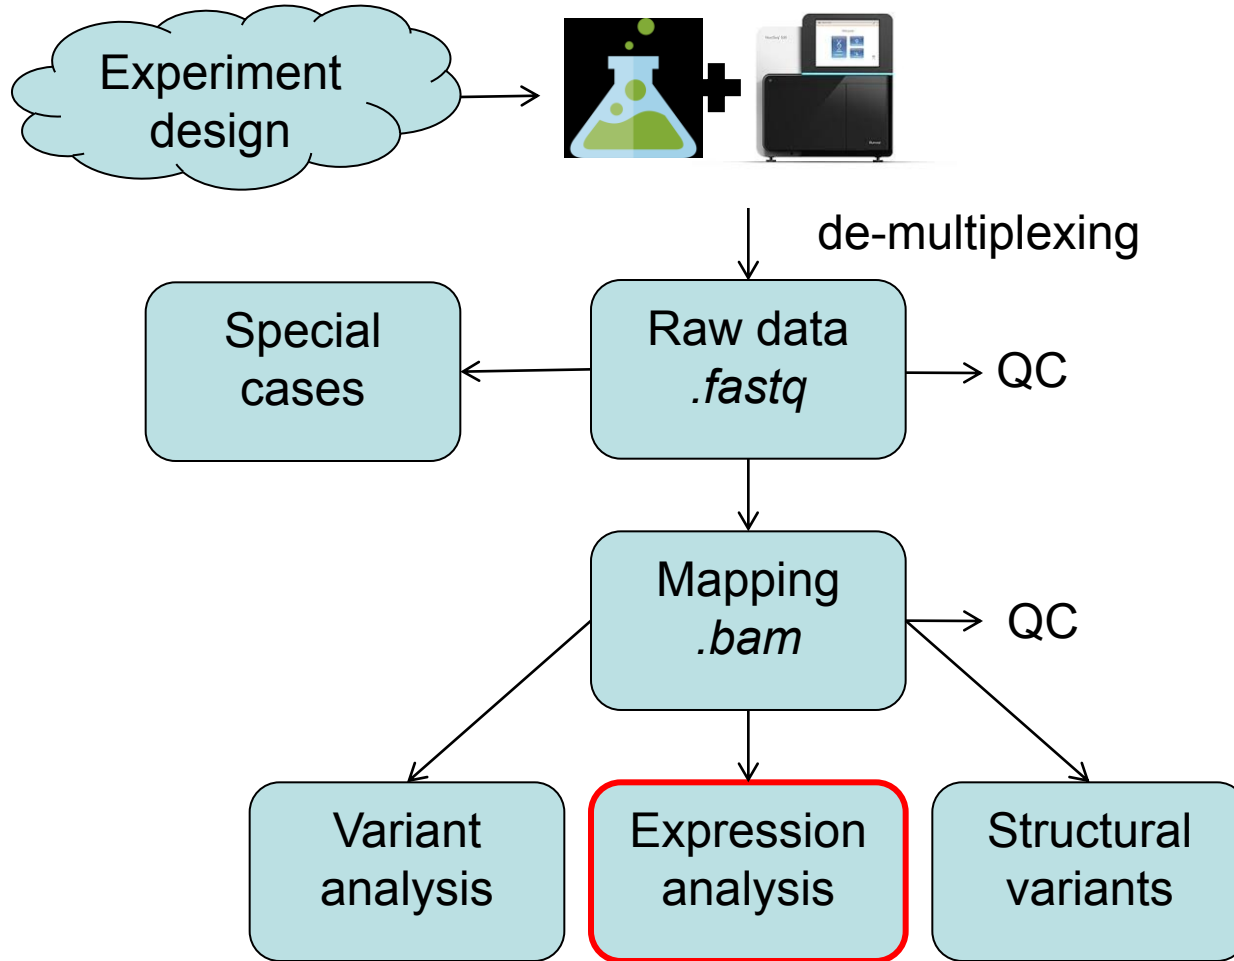 Experiment
design
de-multiplexing
Special
cases
Raw data
.fastq
QC
Mapping
.bam
QC
Variant
analysis
Expression
analysis
Structural
variants